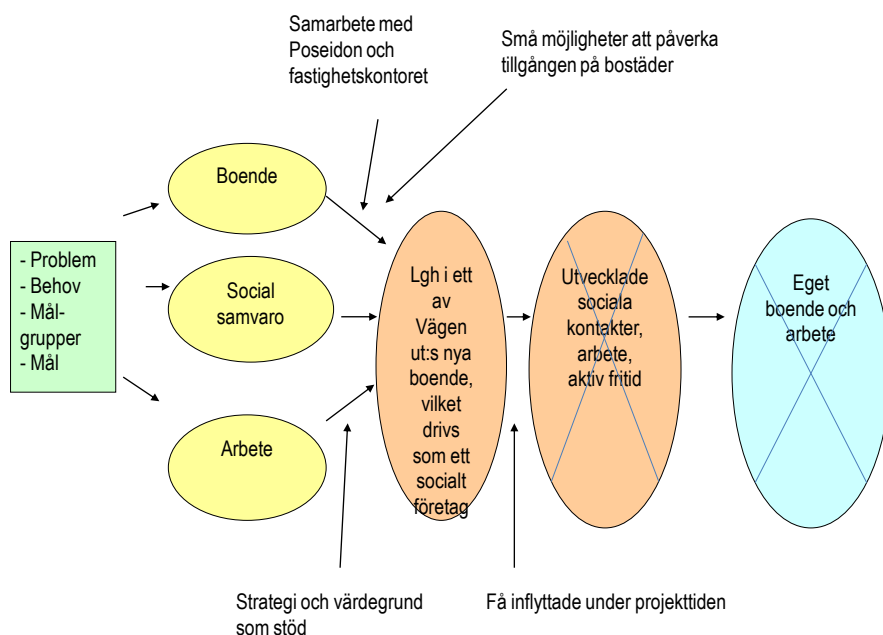 Samarbete med
Poseidon och
fastighetskontoret
Små möjligheter att påverka
tillgången på bostäder
Boende
- Problem
- Behov
- Mål-
grupper
- Mål
Social
samvaro
Arbete
Lgh i ett
av
Vägen
ut:s nya
boende,
vilket
drivs
som ett
socialt
företag
Utvecklade
sociala
kontakter,
arbete,
aktiv fritid
Eget
boende och
arbete
Strategi och värdegrund
som stöd
Få inflyttade under projekttiden